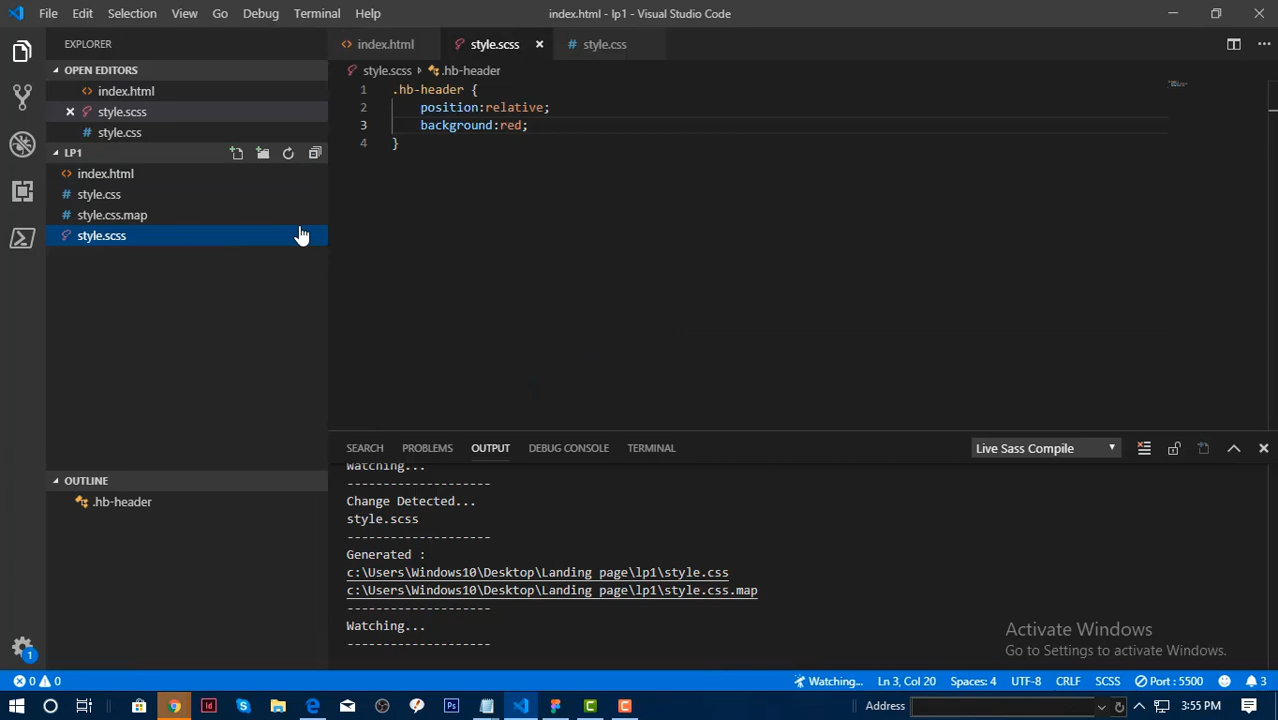 File Edit Selection View Go Debug Terminal Help
index.html - lp1 - Visual Studio Code
EXPLORER
OPEN EDITORS
index.html
style.scss
style.css
LP1
index.html
style.css
style.css.map
style.scss
OUTLINE
.hb-header
index.html style.scss style.css
style.scss .hb-header
1 .hb-header {
2 position:relative;
3 background:red;
4 }
SEARCH PROBLEMS OUTPUT DEBUG CONSOLE TERMINAL
Live Sass Compile
Watching...
--------------------
Change Detected...
style.scss
--------------------
Generated :
c:\Users\Windows10\Desktop\Landing page\lp1\style.css
c:\Users\Windows10\Desktop\Landing page\lp1\style.css.map
--------------------
Watching...
--------------------
Activate Windows
Go to Settings to activate Windows.
1
0 0
Watching... Ln 3, Col 20 Spaces: 4 UTF-8 CRLF SCSS Port : 5500 3
Id S Ps
Address
3:55 PM